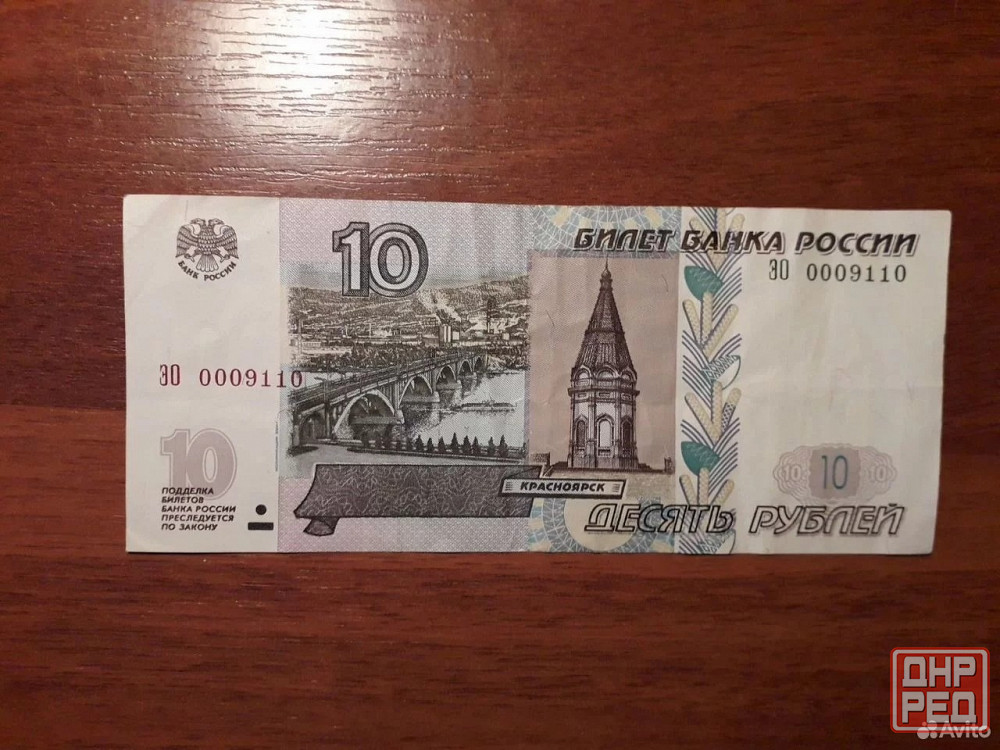 БАНК РОССИИ
10
БИЛЕТ БАНКА РОССИИ
ЭО 0009110
ЭО 0009110
10
ПОДДЕЛКА
БИЛЕТОВ
БАНКА РОССИИ
ПРЕСЛЕДУЕТСЯ
ПО ЗАКОНУ
КРАСНОЯРСК
10 10 10
ДЕСЯТЬ РУБЛЕЙ
ДНР
РЕД
Avito